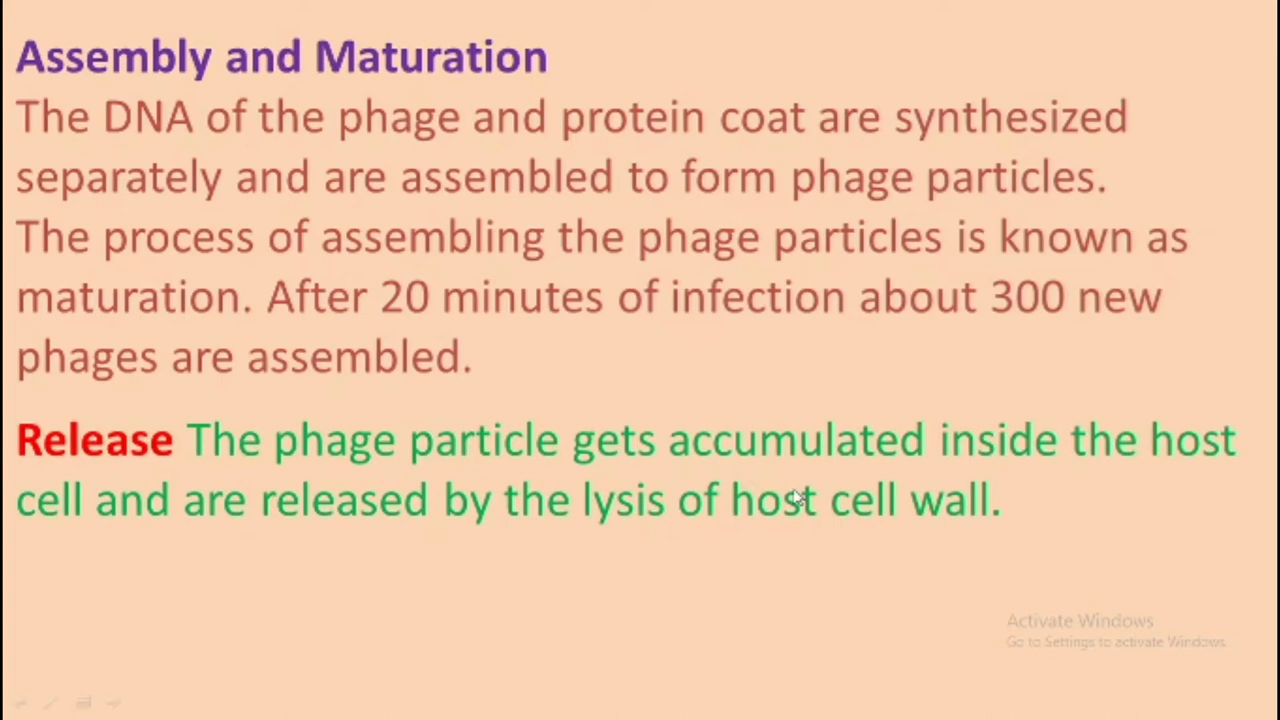 Assembly and Maturation
The DNA of the phage and protein coat are synthesized
separately and are assembled to form phage particles.
The process of assembling the phage particles is known as
maturation. After 20 minutes of infection about 300 new
phages are assembled.
Release The phage particle gets accumulated inside the host
cell and are released by the lysis of host cell wall.
Activate Windows
Go to Settings to activate Windows.